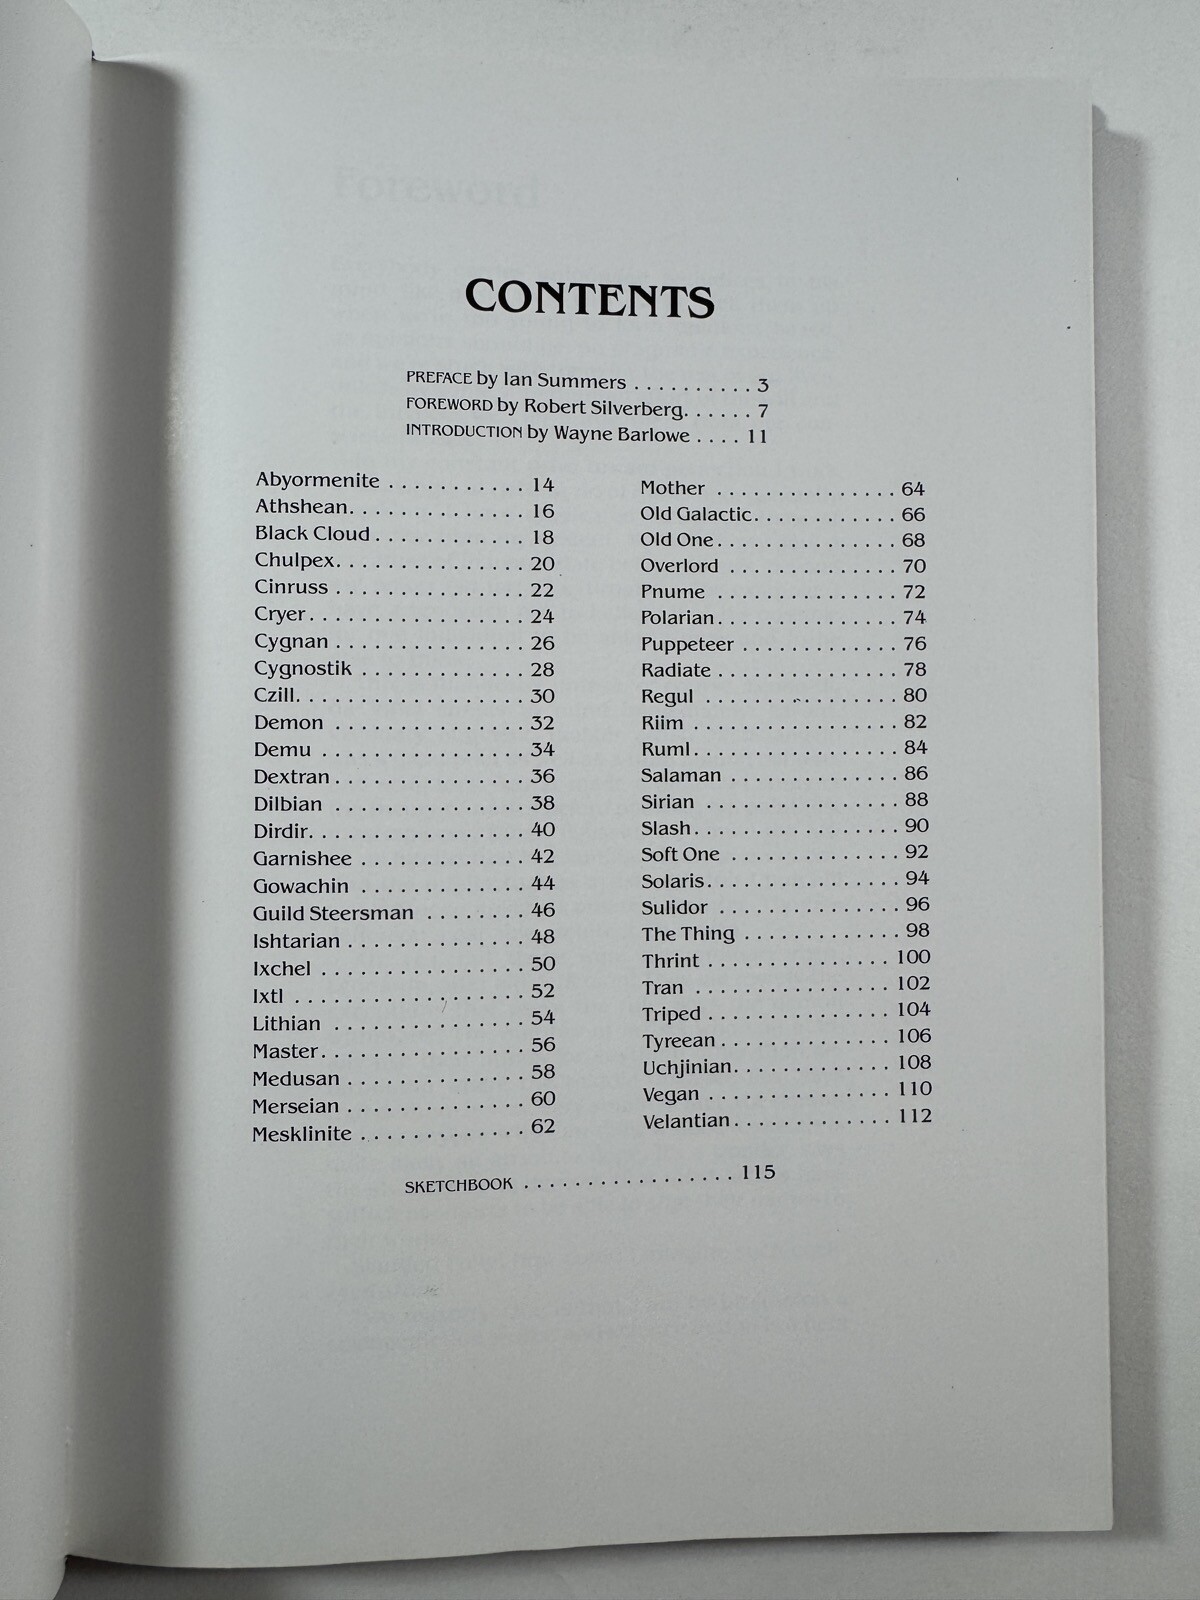 CONTENTS
PREFACE by Ian Summers . . . . . . . . . . 3
FOREWORD by Robert Silverberg. . . . . . 7
INTRODUCTION by Wayne Barlowe . . . . 11
Abyormenite . . . . . . . . . . . 14
Athshean. . . . . . . . . . . . . . 16
Black Cloud . . . . . . . . . . . . 18
Chulpex. . . . . . . . . . . . . . . 20
Cinruss . . . . . . . . . . . . . . . 22
Cryer . . . . . . . . . . . . . . . . . 24
Cygnan . . . . . . . . . . . . . . . 26
Cygnostik . . . . . . . . . . . . . 28
Czill. . . . . . . . . . . . . . . . . . 30
Demon . . . . . . . . . . . . . . . 32
Demu . . . . . . . . . . . . . . . . 34
Dextran . . . . . . . . . . . . . . . 36
Dilbian . . . . . . . . . . . . . . . 38
Dirdir. . . . . . . . . . . . . . . . . 40
Garnishee . . . . . . . . . . . . . 42
Gowachin . . . . . . . . . . . . . 44
Guild Steersman . . . . . . . . 46
Ishtarian . . . . . . . . . . . . . . 48
Ixchel . . . . . . . . . . . . . . . . 50
Ixtl . . . . . . . . . . . . . . . . . . 52
Lithian . . . . . . . . . . . . . . . 54
Master. . . . . . . . . . . . . . . . 56
Medusan . . . . . . . . . . . . . . 58
Merseian . . . . . . . . . . . . . . 60
Mesklinite . . . . . . . . . . . . . 62
Mother . . . . . . . . . . . . . . . 64
Old Galactic. . . . . . . . . . . . 66
Old One . . . . . . . . . . . . . . . 68
Overlord . . . . . . . . . . . . . . 70
Pnume . . . . . . . . . . . . . . . 72
Polarian . . . . . . . . . . . . . . . 74
Puppeteer . . . . . . . . . . . . . 76
Radiate . . . . . . . . . . . . . . . 78
Regul . . . . . . . . . . . . . . . . 80
Riim . . . . . . . . . . . . . . . . . 82
Ruml . . . . . . . . . . . . . . . . . 84
Salaman . . . . . . . . . . . . . . 86
Sirian . . . . . . . . . . . . . . . . 88
Slash . . . . . . . . . . . . . . . . . 90
Soft One . . . . . . . . . . . . . . 92
Solaris. . . . . . . . . . . . . . . . 94
Sulidor . . . . . . . . . . . . . . . 96
The Thing . . . . . . . . . . . . . 98
Thrint . . . . . . . . . . . . . . . 100
Tran . . . . . . . . . . . . . . . . 102
Triped . . . . . . . . . . . . . . . 104
Tyreean . . . . . . . . . . . . . . 106
Uchjinian. . . . . . . . . . . . . 108
Vegan . . . . . . . . . . . . . . . 110
Velantian . . . . . . . . . . . . . 112
SKETCHBOOK . . . . . . . . . . . . . . . . . 115
Foreword